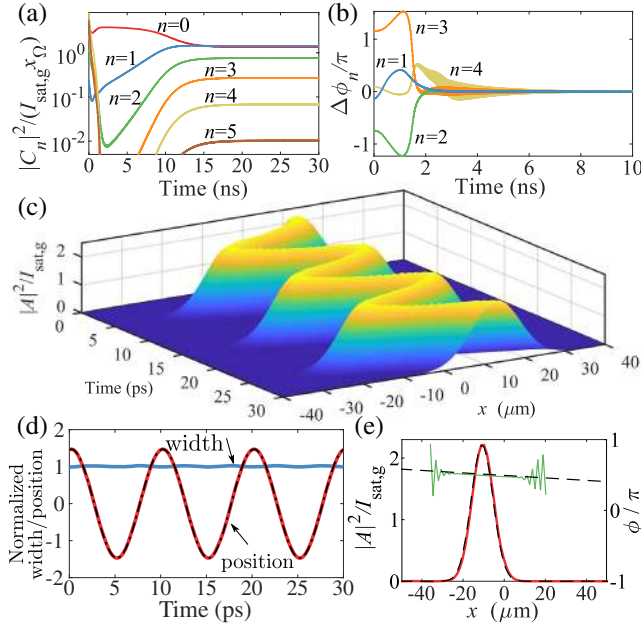 (a)
n=0
n=1
n=2
n=3
n=4
n=5
|C_n|^2/(I_sat,g x_Ω)
10^0
10^-1
10^-2
0 5 10 15 20 25 30
Time (ns)
(b)
n=3
n=1
n=4
n=2
Δϕ_n/π
1
0
-1
0 2 4 6 8 10
Time (ns)
(c)
|A|^2/I_sat,g
2
1
0
0 5 10 15 20 25 30
Time (ps)
-40 -30 -20 -10 0 10 20 30 40
x (μm)
(d)
width
position
Normalized
width/position
2
1
0
-1
-2
0 5 10 15 20 25 30
Time (ps)
(e)
|A|^2/I_sat,g
2
1
0
1
0
-1
ϕ/π
-50 0 50
x (μm)